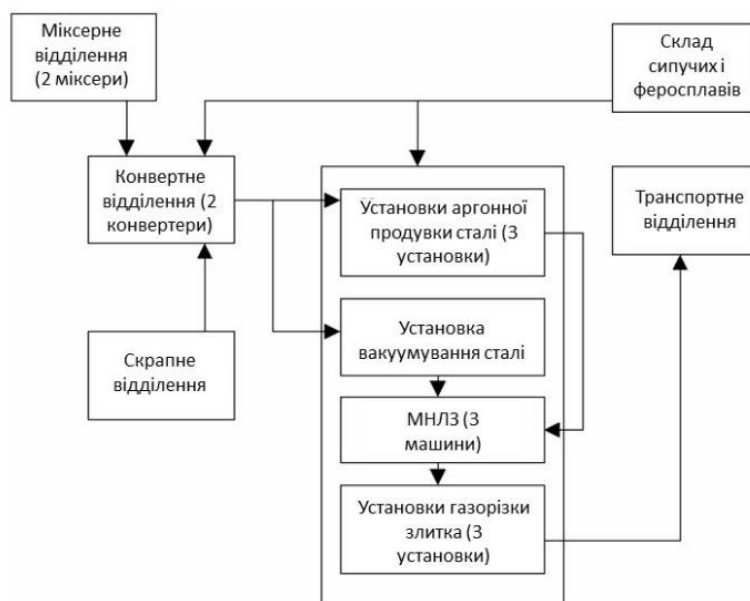 Міксерне
відділення
(2 міксери)
Склад
сипучих і
феросплавів
Конвертне
відділення (2
конвертери)
Установки аргонної
продувки сталі (3
установки)
Транспортне
відділення
Скрапне
відділення
Установка
вакуумування сталі
МНЛЗ (3
машини)
Установки газорізки
злитка (3
установки)